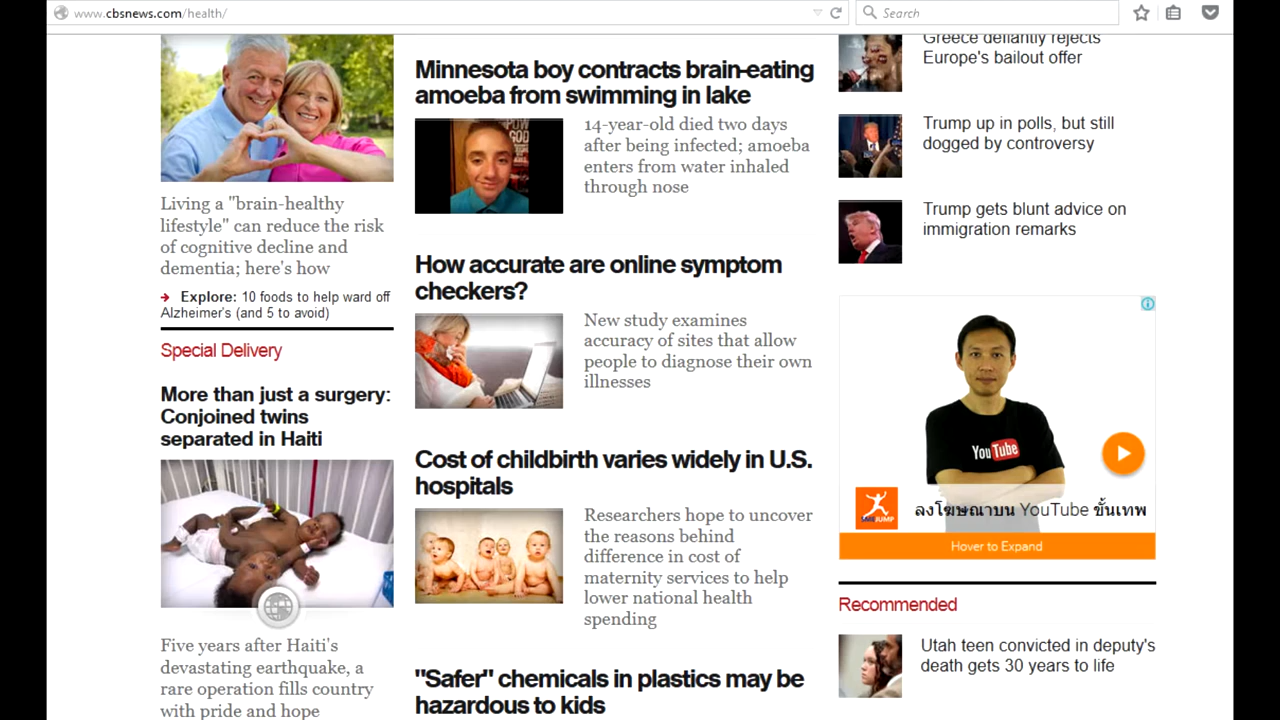 www.cbsnews.com/health/
Search
Living a "brain-healthy
lifestyle" can reduce the risk
of cognitive decline and
dementia; here's how
Explore: 10 foods to help ward off
Alzheimer's (and 5 to avoid)
Special Delivery
More than just a surgery:
Conjoined twins
separated in Haiti
Five years after Haiti's
devastating earthquake, a
rare operation fills country
with pride and hope
Minnesota boy contracts brain-eating
amoeba from swimming in lake
14-year-old died two days
after being infected; amoeba
enters from water inhaled
through nose
How accurate are online symptom
checkers?
New study examines
accuracy of sites that allow
people to diagnose their own
illnesses
Cost of childbirth varies widely in U.S.
hospitals
Researchers hope to uncover
the reasons behind
difference in cost of
maternity services to help
lower national health
spending
"Safer" chemicals in plastics may be
hazardous to kids
Greece defiantly rejects
Europe's bailout offer
Trump up in polls, but still
dogged by controversy
Trump gets blunt advice on
immigration remarks
YouTube
ลงโฆษณาบน YouTube ขั้นเทพ
Hover to Expand
Recommended
Utah teen convicted in deputy's
death gets 30 years to life